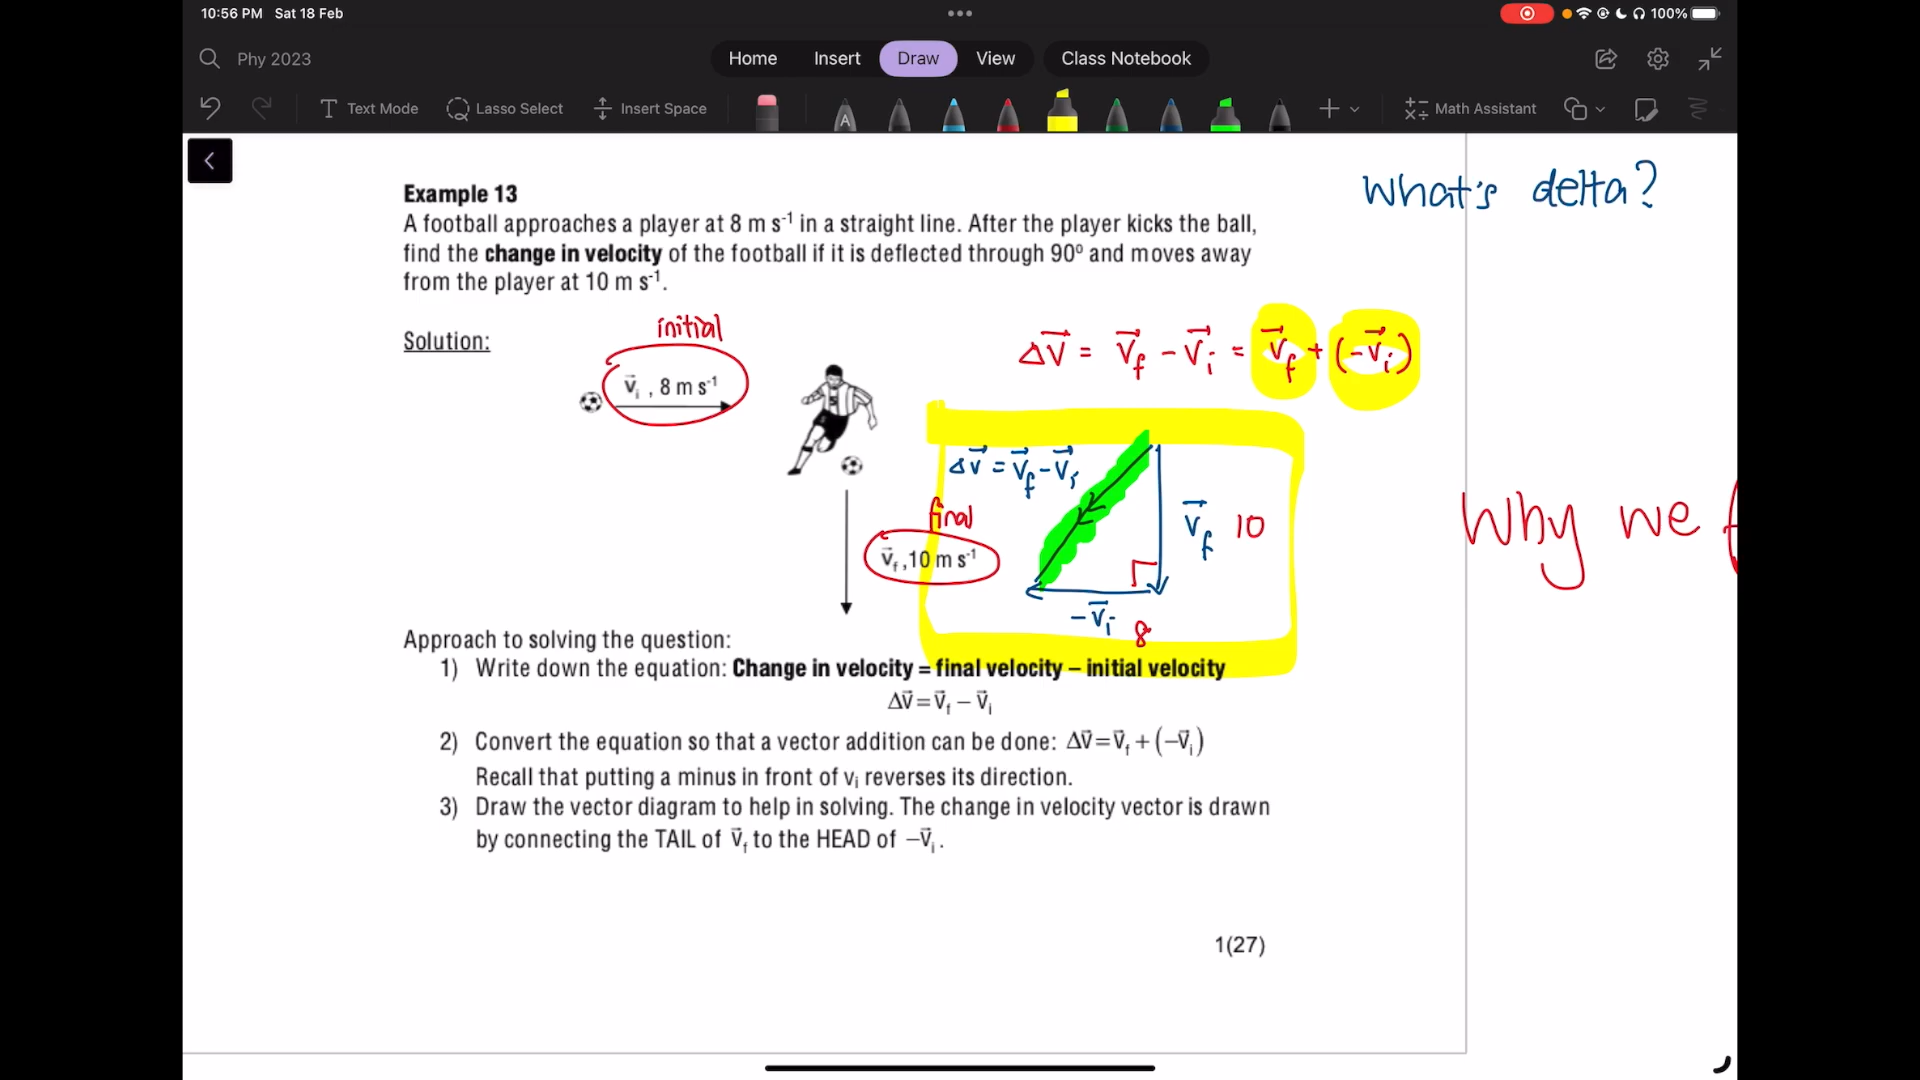 10:56 PM Sat 18 Feb
100%
Phy 2023
Home Insert Draw View Class Notebook
Text Mode Lasso Select Insert Space A Math Assistant
What's delta?
Example 13
A football approaches a player at 8 m s⁻¹ in a straight line. After the player kicks the ball,
find the change in velocity of the football if it is deflected through 90⁰ and moves away
from the player at 10 m s⁻¹.
Solution:
initial
v⃗ᵢ , 8 m s⁻¹
ΔV⃗ = V⃗f - V⃗i = V⃗f + (-V⃗i)
S
ΔV⃗ = V⃗f - V⃗i
final
v⃗f ,10 m s⁻¹
V⃗f 10
-V⃗i 8
Why we
Approach to solving the question:
1) Write down the equation: Change in velocity = final velocity – initial velocity
Δv⃗ = v⃗f – v⃗i
2) Convert the equation so that a vector addition can be done: Δv⃗ = v⃗f + (–v⃗i)
Recall that putting a minus in front of vᵢ reverses its direction.
3) Draw the vector diagram to help in solving. The change in velocity vector is drawn
by connecting the TAIL of v⃗f to the HEAD of –v⃗i .
1(27)